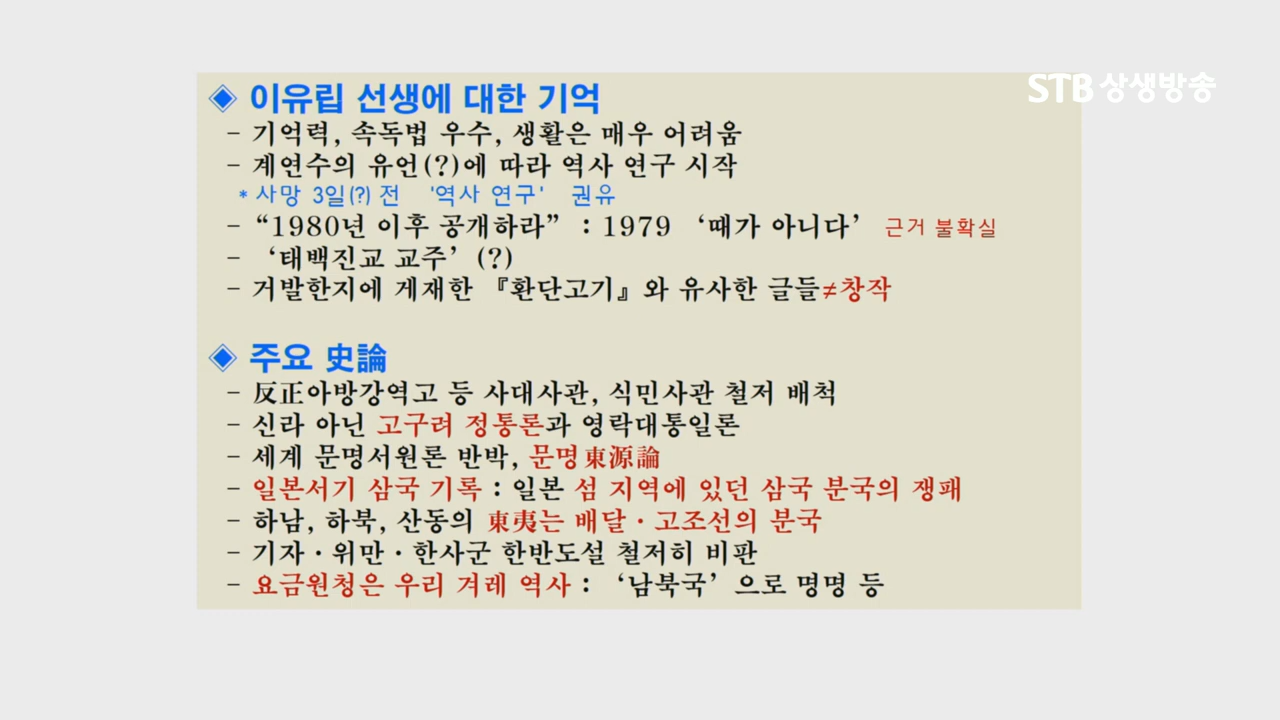 STB 상생방송
◈ 이유립 선생에 대한 기억
- 기억력, 속독법 우수, 생활은 매우 어려움
- 계연수의 유언(?)에 따라 역사 연구 시작
* 사망 3일(?) 전 '역사 연구' 권유
- “1980년 이후 공개하라” : 1979 ‘때가 아니다’ 근거 불확실
- ‘태백진교 교주’ (?)
- 거발한지에 게재한 『환단고기』와 유사한 글들≠창작
◈ 주요 史論
- 反正아방강역고 등 사대사관, 식민사관 철저 배척
- 신라 아닌 고구려 정통론과 영락대통일론
- 세계 문명서원론 반박, 문명東源論
- 일본서기 삼국 기록 : 일본 섬 지역에 있던 삼국 분국의 쟁패
- 하남, 하북, 산동의 東夷는 배달·고조선의 분국
- 기자·위만·한사군 한반도설 철저히 비판
- 요금원청은 우리 겨레 역사 : ‘남북국’으로 명명 등